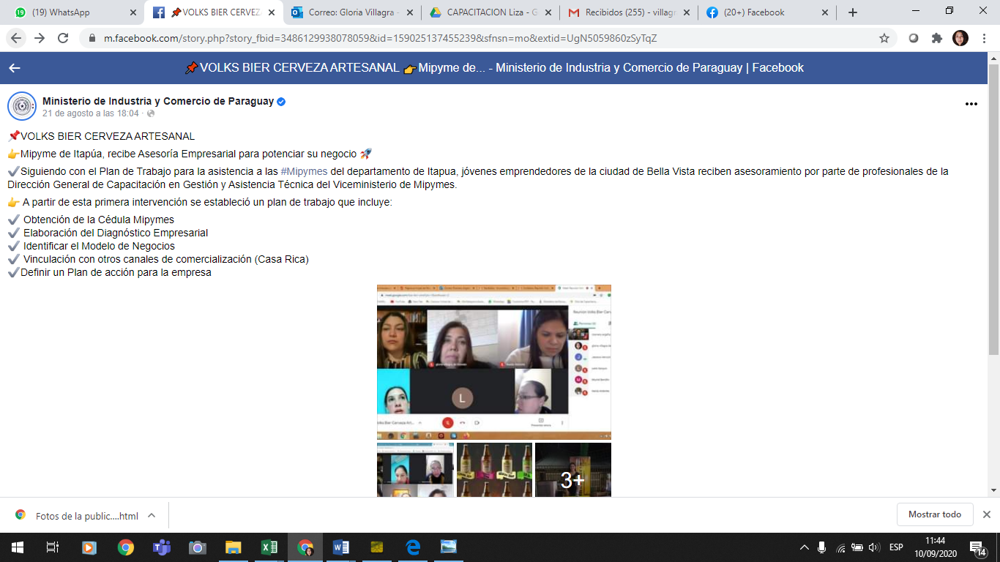 (19) WhatsApp
📌VOLKS BIER CERVEZ
Correo: Gloria Villagra -
CAPACITACION Liza - G
Recibidos (255) - villagr
(20+) Facebook
m.facebook.com/story.php?story_fbid=3486129938078059&id=159025137455239&sfnsn=mo&extid=UgN5059860zSyTqZ
📌VOLKS BIER CERVEZA ARTESANAL 👉Mipyme de... - Ministerio de Industria y Comercio de Paraguay | Facebook
Ministerio de Industria y Comercio de Paraguay
21 de agosto a las 18:04 ·
📌VOLKS BIER CERVEZA ARTESANAL
👉Mipyme de Itapúa, recibe Asesoría Empresarial para potenciar su negocio 🚀
✔Siguiendo con el Plan de Trabajo para la asistencia a las #Mipymes del departamento de Itapua, jóvenes emprendedores de la ciudad de Bella Vista reciben asesoramiento por parte de profesionales de la
Dirección General de Capacitación en Gestión y Asistencia Técnica del Viceministerio de Mipymes.
👉 A partir de esta primera intervención se estableció un plan de trabajo que incluye:
✔ Obtención de la Cédula Mipymes
✔ Elaboración del Diagnóstico Empresarial
✔ Identificar el Modelo de Negocios
✔ Vinculación con otros canales de comercialización (Casa Rica)
✔Definir un Plan de acción para la empresa
L
3+
Fotos de la public....html
Mostrar todo
ESP
11:44
10/09/2020
14